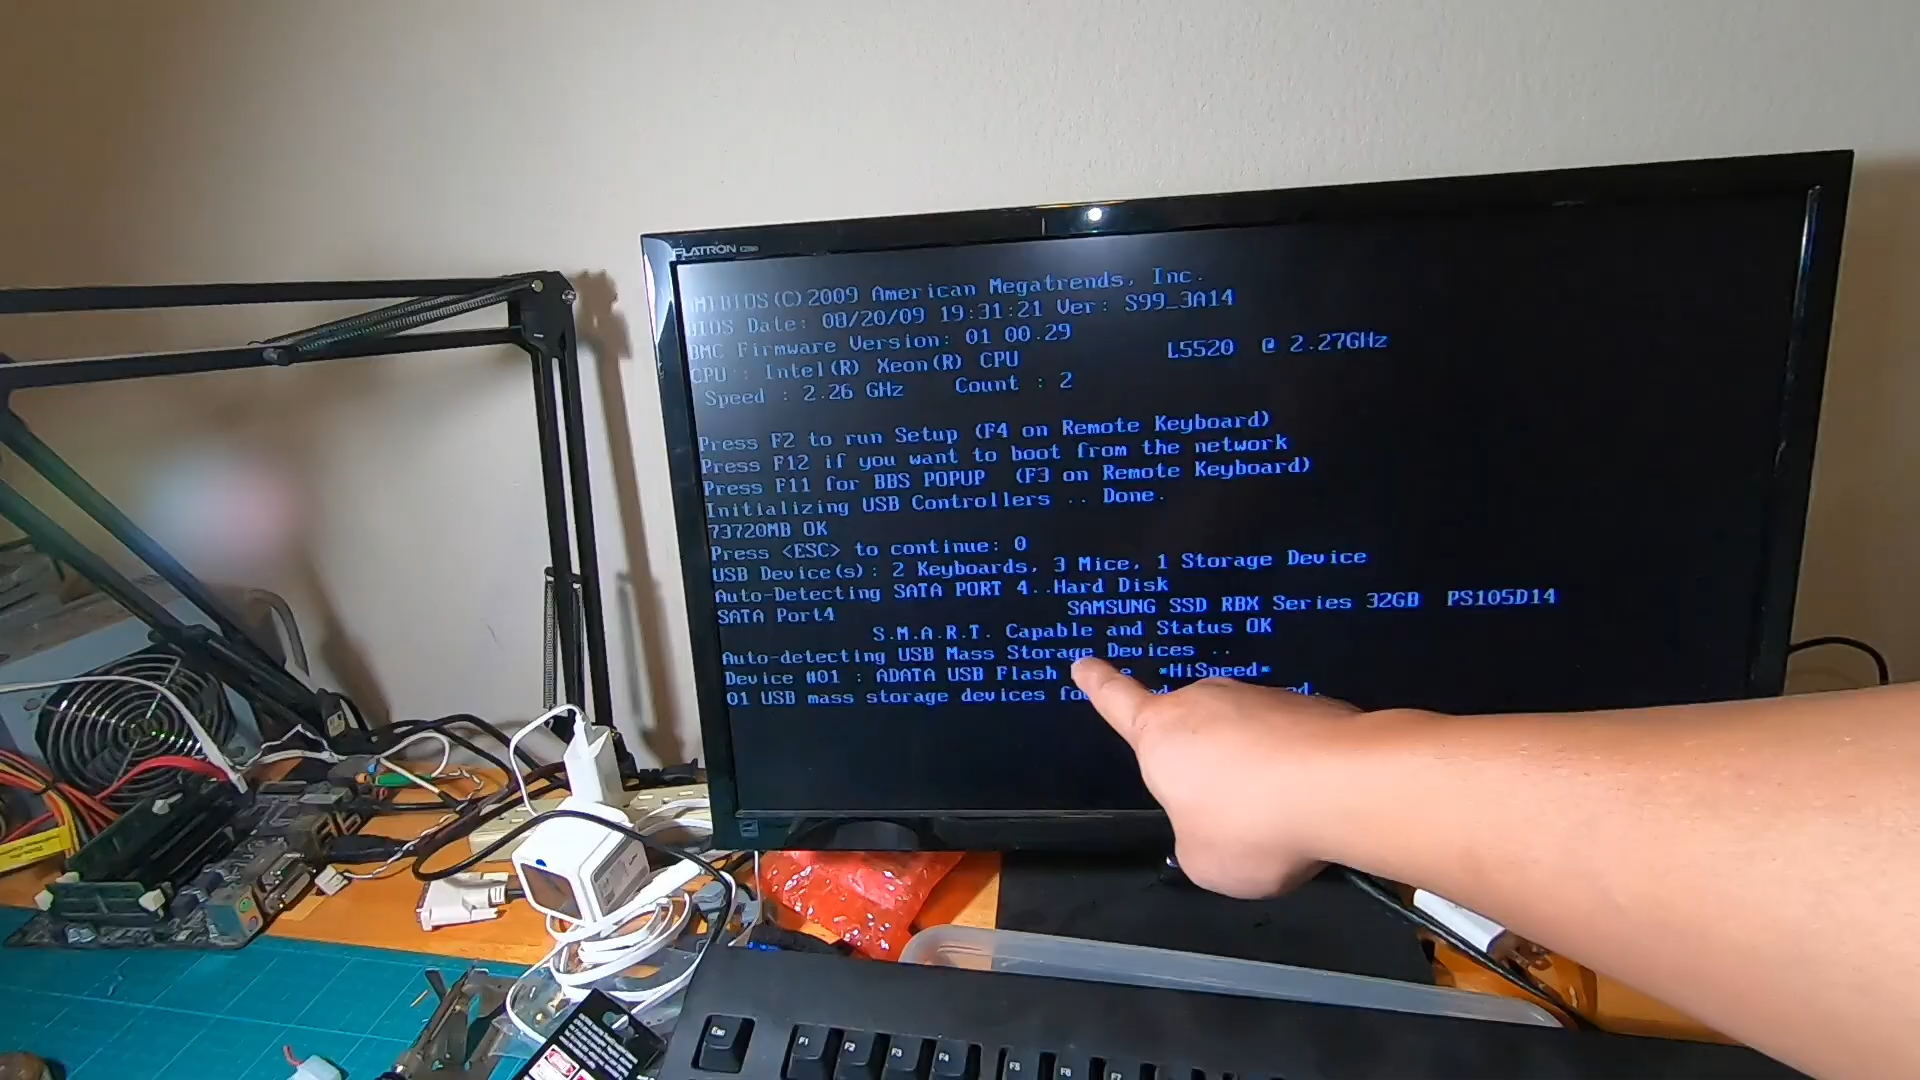 FLATRON
AMIBIOS(C)2009 American Megatrends, Inc.
BIOS Date: 08/20/09 19:31:21 Ver: S99_3A14
BMC Firmware Version: 01 00.29
CPU : Intel(R) Xeon(R) CPU L5520 @ 2.27GHz
Speed : 2.26 GHz Count : 2
Press F2 to run Setup (F4 on Remote Keyboard)
Press F12 if you want to boot from the network
Press F11 for BBS POPUP (F3 on Remote Keyboard)
Initializing USB Controllers .. Done.
73720MB OK
Press <ESC> to continue: 0
USB Device(s): 2 Keyboards, 3 Mice, 1 Storage Device
Auto-Detecting SATA PORT 4..Hard Disk
SATA Port4 SAMSUNG SSD RBX Series 32GB PS105D14
S.M.A.R.T. Capable and Status OK
Auto-detecting USB Mass Storage Devices ..
Device #01 : ADATA USB Flash *HiSpeed*
01 USB mass storage devices
Esc F1 F2 F3 F4 F5 F6 F7